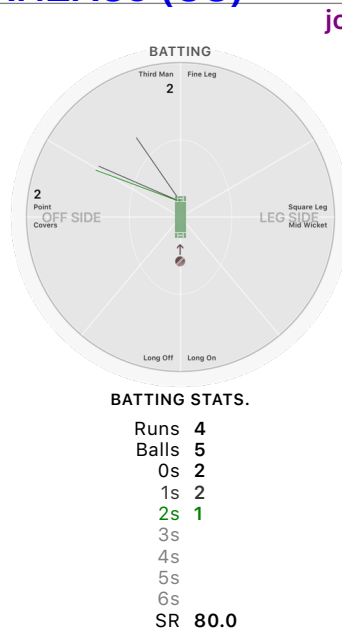 jo
BATTING
Third Man Fine Leg
2
2
Point
Square Leg
OFF SIDE LEG SIDE
Covers
Mid Wicket
Long Off Long On
BATTING STATS.
Runs 4
Balls 5
0s 2
1s 2
2s 1
3s
4s
5s
6s
SR 80.0